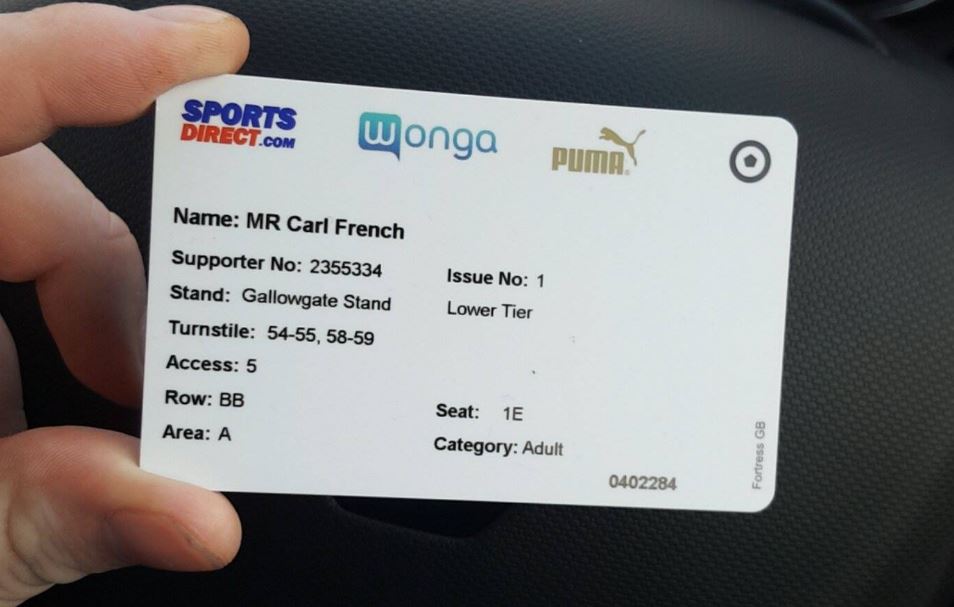 SPORTS
DIRECT.COM
wonga
PUMA
Name: MR Carl French
Supporter No: 2355334
Issue No: 1
Stand: Gallowgate Stand
Lower Tier
Turnstile: 54-55, 58-59
Access: 5
Row: BB
Seat: 1E
Area: A
Category: Adult
0402284
Fortress GB